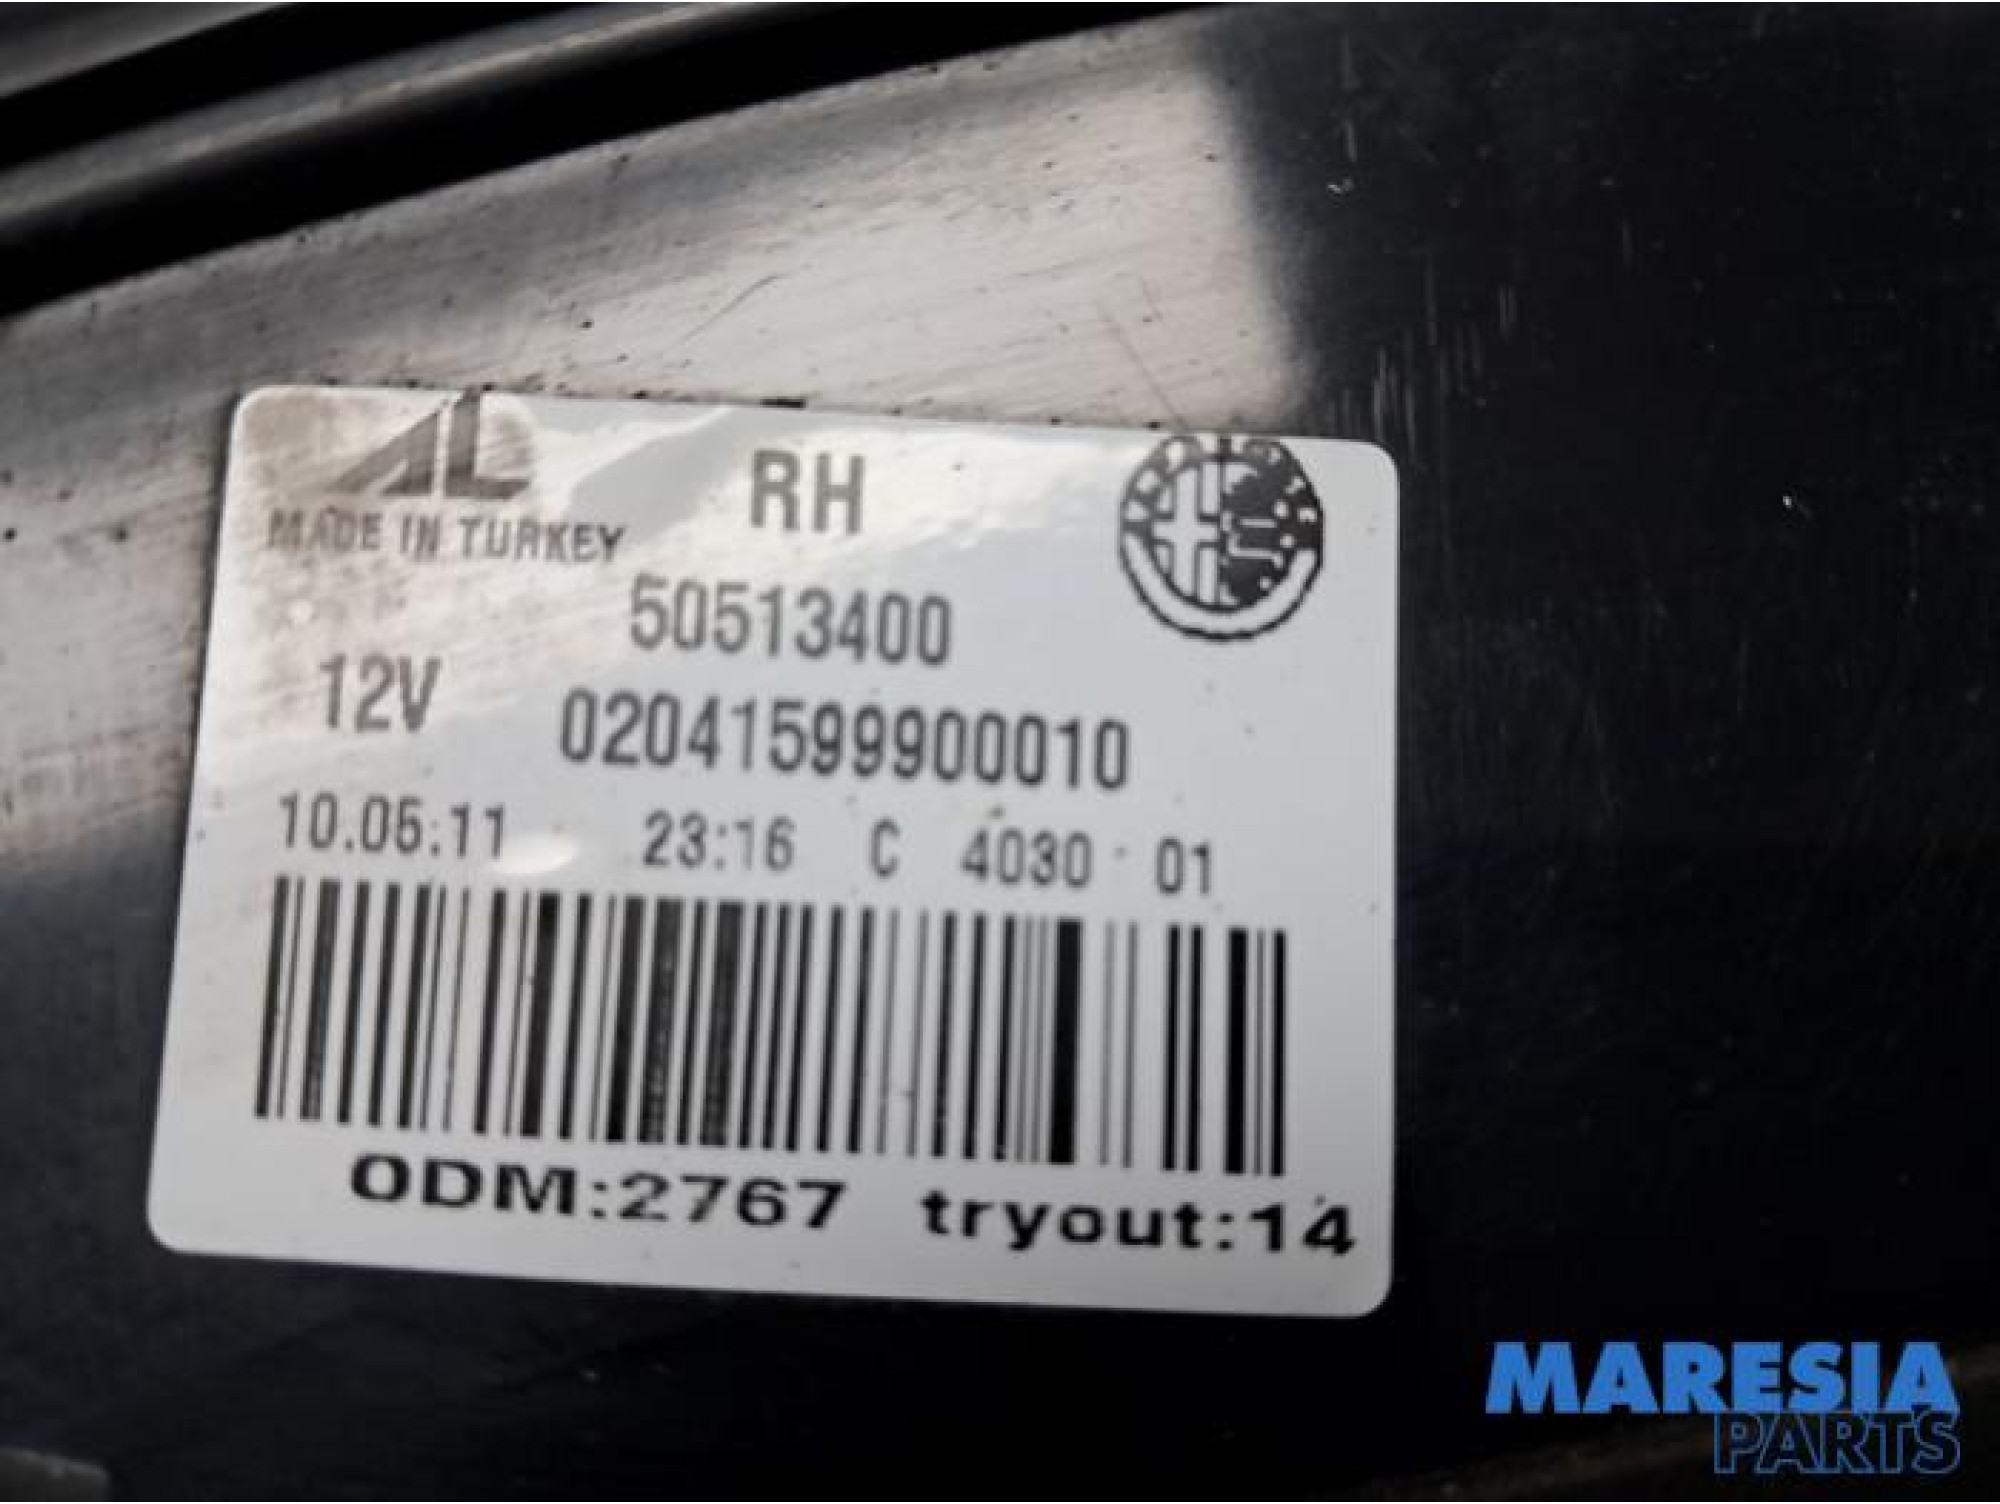 AL
RH
MADE IN TURKEY
50513400
12V
02041599900010
10.05:11 23:16 C 4030 01
ODM:2767 tryout:14
MARESIA
PARTS